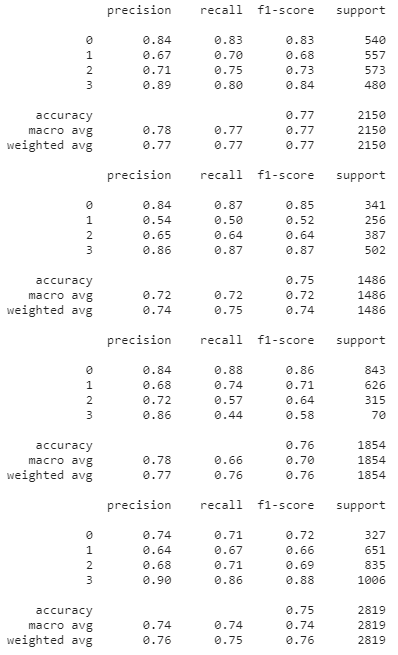 precision recall f1-score support
0 0.84 0.83 0.83 540
1 0.67 0.70 0.68 557
2 0.71 0.75 0.73 573
3 0.89 0.80 0.84 480
accuracy 0.77 2150
macro avg 0.78 0.77 0.77 2150
weighted avg 0.77 0.77 0.77 2150
precision recall f1-score support
0 0.84 0.87 0.85 341
1 0.54 0.50 0.52 256
2 0.65 0.64 0.64 387
3 0.86 0.87 0.87 502
accuracy 0.75 1486
macro avg 0.72 0.72 0.72 1486
weighted avg 0.74 0.75 0.74 1486
precision recall f1-score support
0 0.84 0.88 0.86 843
1 0.68 0.74 0.71 626
2 0.72 0.57 0.64 315
3 0.86 0.44 0.58 70
accuracy 0.76 1854
macro avg 0.78 0.66 0.70 1854
weighted avg 0.77 0.76 0.76 1854
precision recall f1-score support
0 0.74 0.71 0.72 327
1 0.64 0.67 0.66 651
2 0.68 0.71 0.69 835
3 0.90 0.86 0.88 1006
accuracy 0.75 2819
macro avg 0.74 0.74 0.74 2819
weighted avg 0.76 0.75 0.76 2819